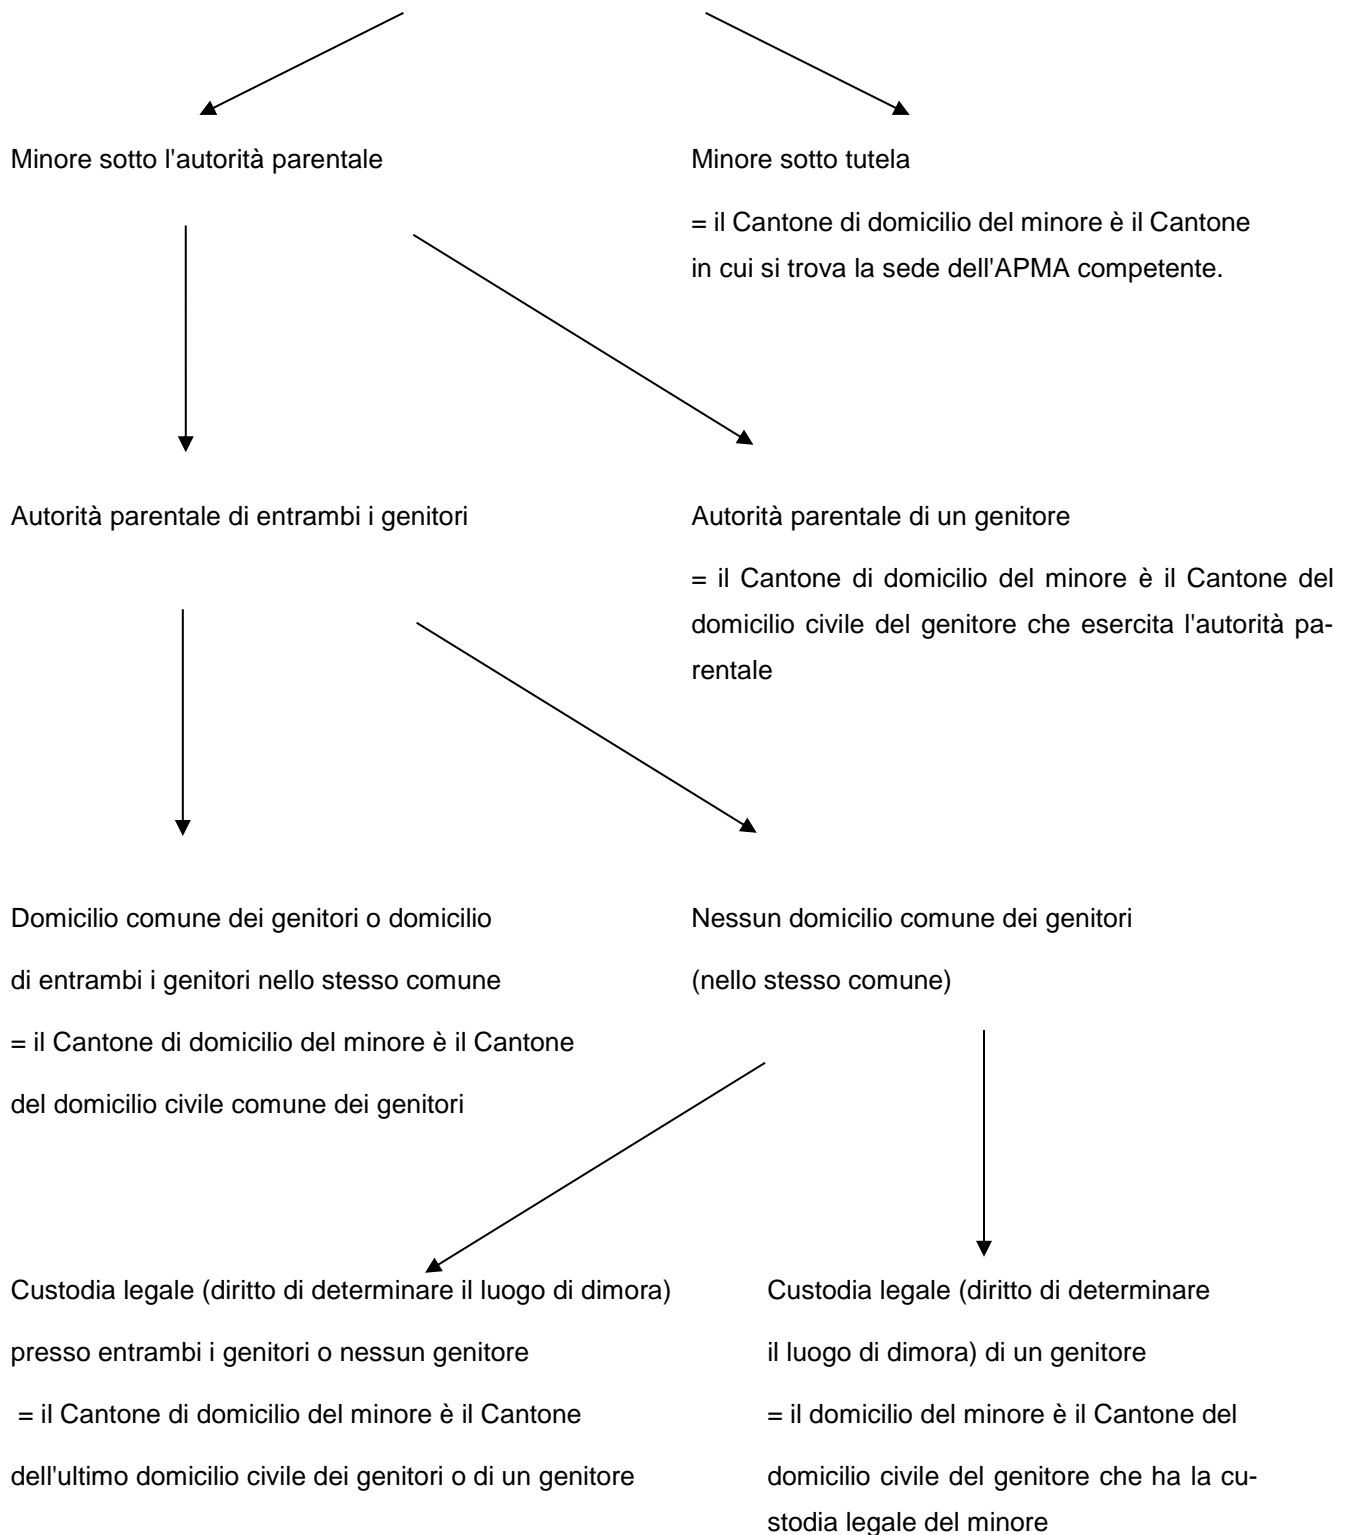 Minore sotto l'autorità parentale
Minore sotto tutela
= il Cantone di domicilio del minore è il Cantone
in cui si trova la sede dell'APMA competente.
Autorità parentale di entrambi i genitori
Autorità parentale di un genitore
= il Cantone di domicilio del minore è il Cantone del
domicilio civile del genitore che esercita l'autorità pa-
rentale
Domicilio comune dei genitori o domicilio
di entrambi i genitori nello stesso comune
= il Cantone di domicilio del minore è il Cantone
del domicilio civile comune dei genitori
Nessun domicilio comune dei genitori
(nello stesso comune)
Custodia legale (diritto di determinare il luogo di dimora)
presso entrambi i genitori o nessun genitore
= il Cantone di domicilio del minore è il Cantone
dell'ultimo domicilio civile dei genitori o di un genitore
Custodia legale (diritto di determinare
il luogo di dimora) di un genitore
= il domicilio del minore è il Cantone del
domicilio civile del genitore che ha la cu-
stodia legale del minore